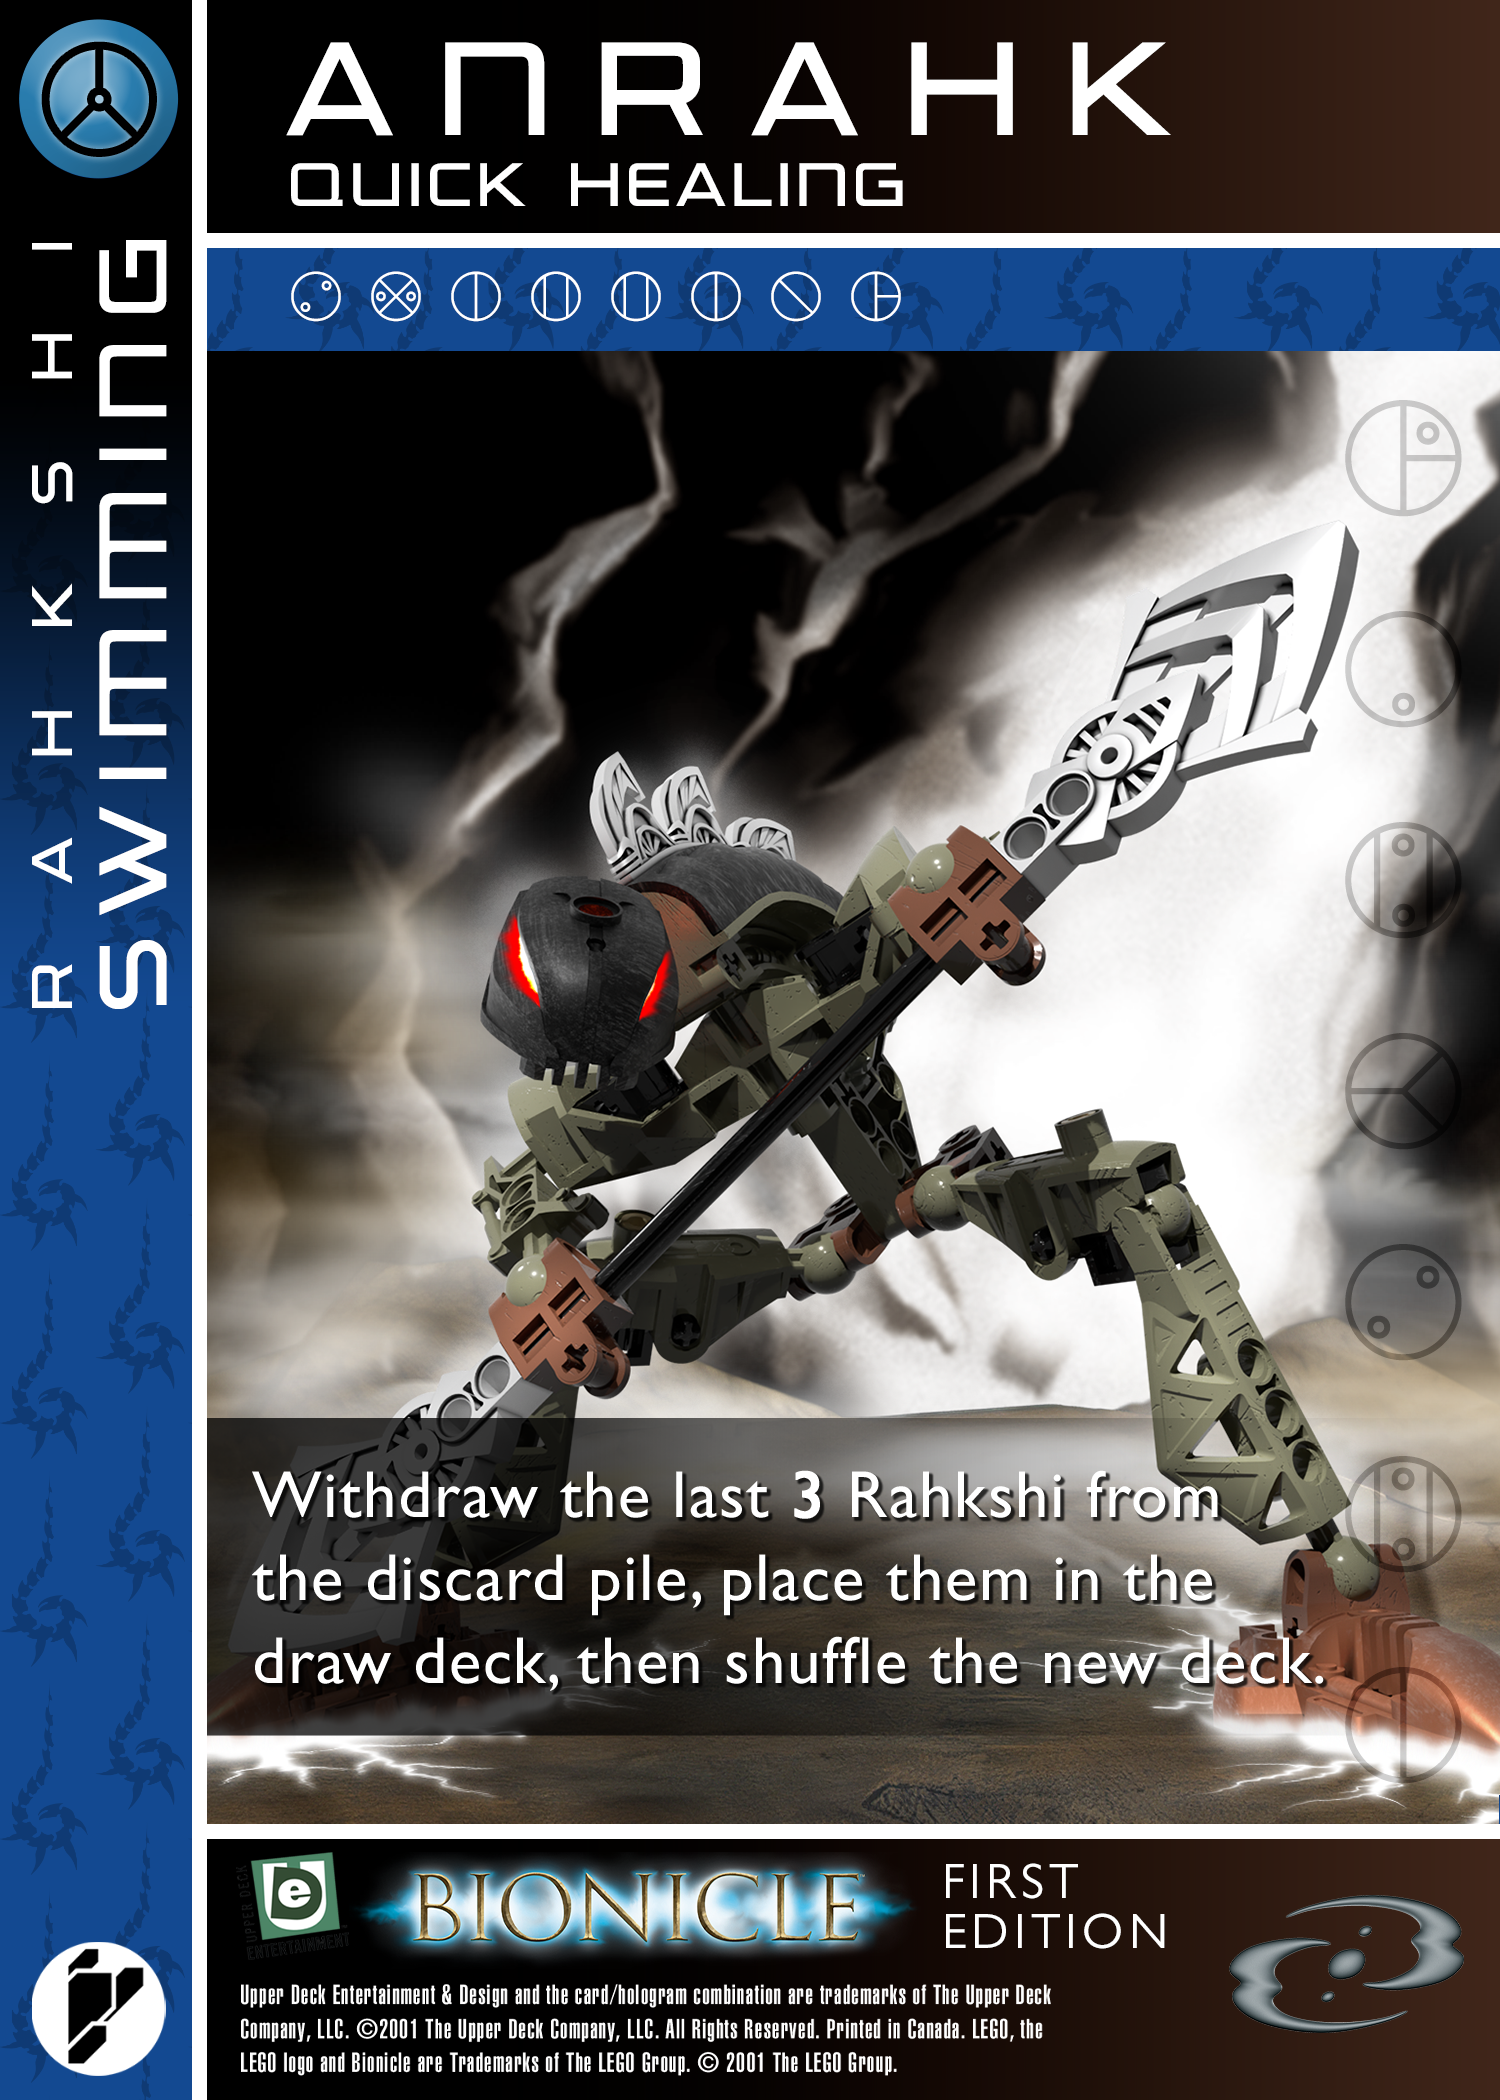 ANRAHK
QUICK HEALING
RAHKSHI
SWIMMING
Withdraw the last 3 Rahkshi from
the discard pile, place them in the
draw deck, then shuffle the new deck.
UPPER DECK
e
ENTERTAINMENT
BIONICLE
FIRST
EDITION
Upper Deck Entertainment & Design and the card/hologram combination are trademarks of The Upper Deck
Company, LLC. ©2001 The Upper Deck Company, LLC. All Rights Reserved. Printed in Canada. LEGO, the
LEGO logo and Bionicle are Trademarks of The LEGO Group. © 2001 The LEGO Group.